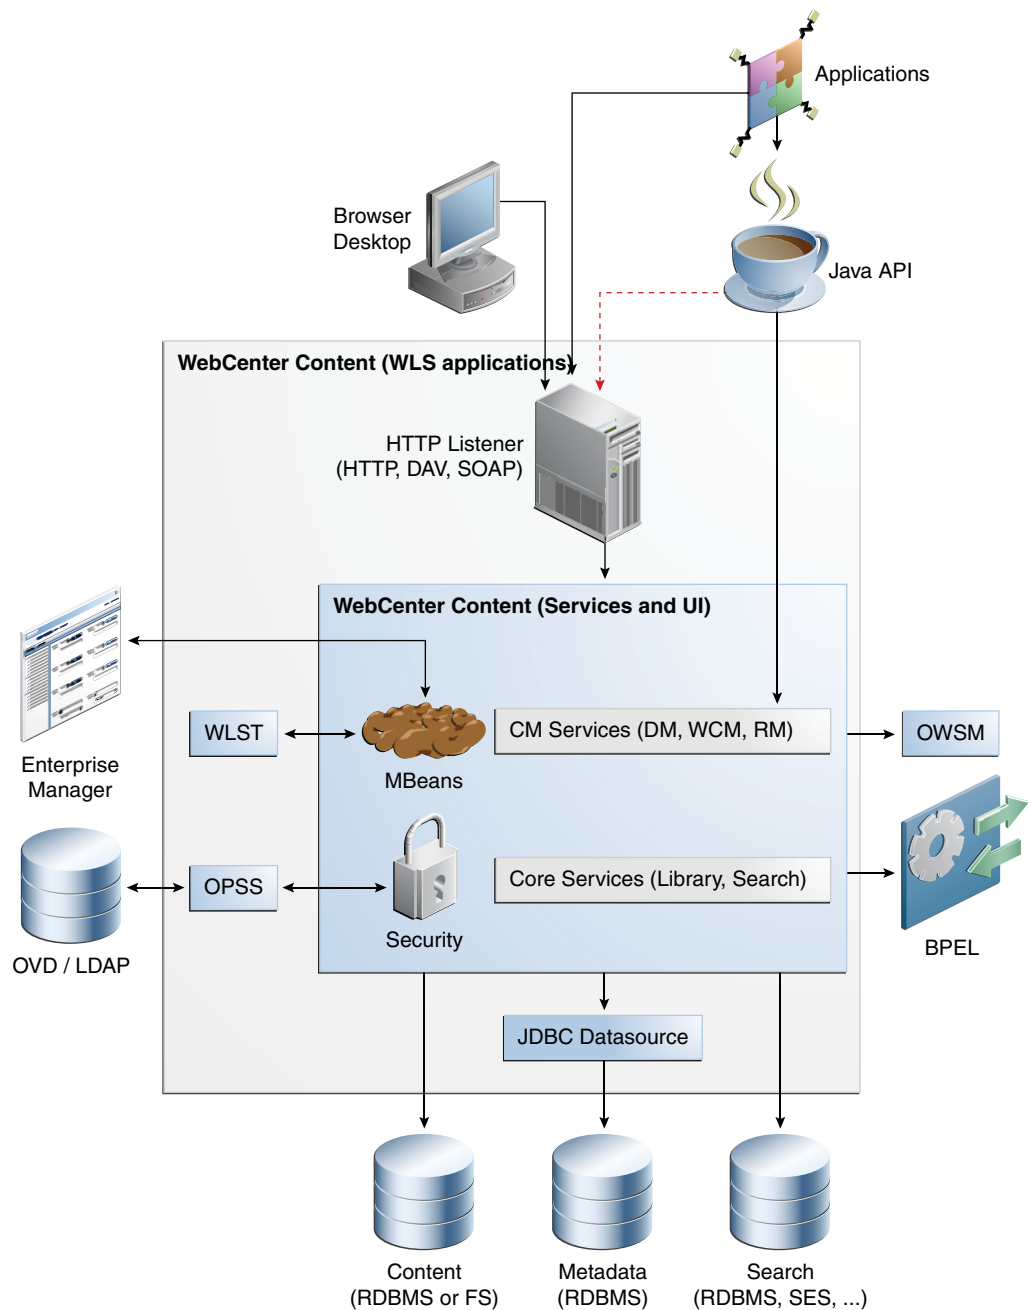 Applications
Browser
Desktop
Java API
WebCenter Content (WLS applications)
HTTP Listener
(HTTP, DAV, SOAP)
WebCenter Content (Services and UI)
WLST
CM Services (DM, WCM, RM)
OWSM
Enterprise
Manager
MBeans
OPSS
Core Services (Library, Search)
Security
BPEL
OVD / LDAP
JDBC Datasource
Content
(RDBMS or FS)
Metadata
(RDBMS)
Search
(RDBMS, SES, ...)